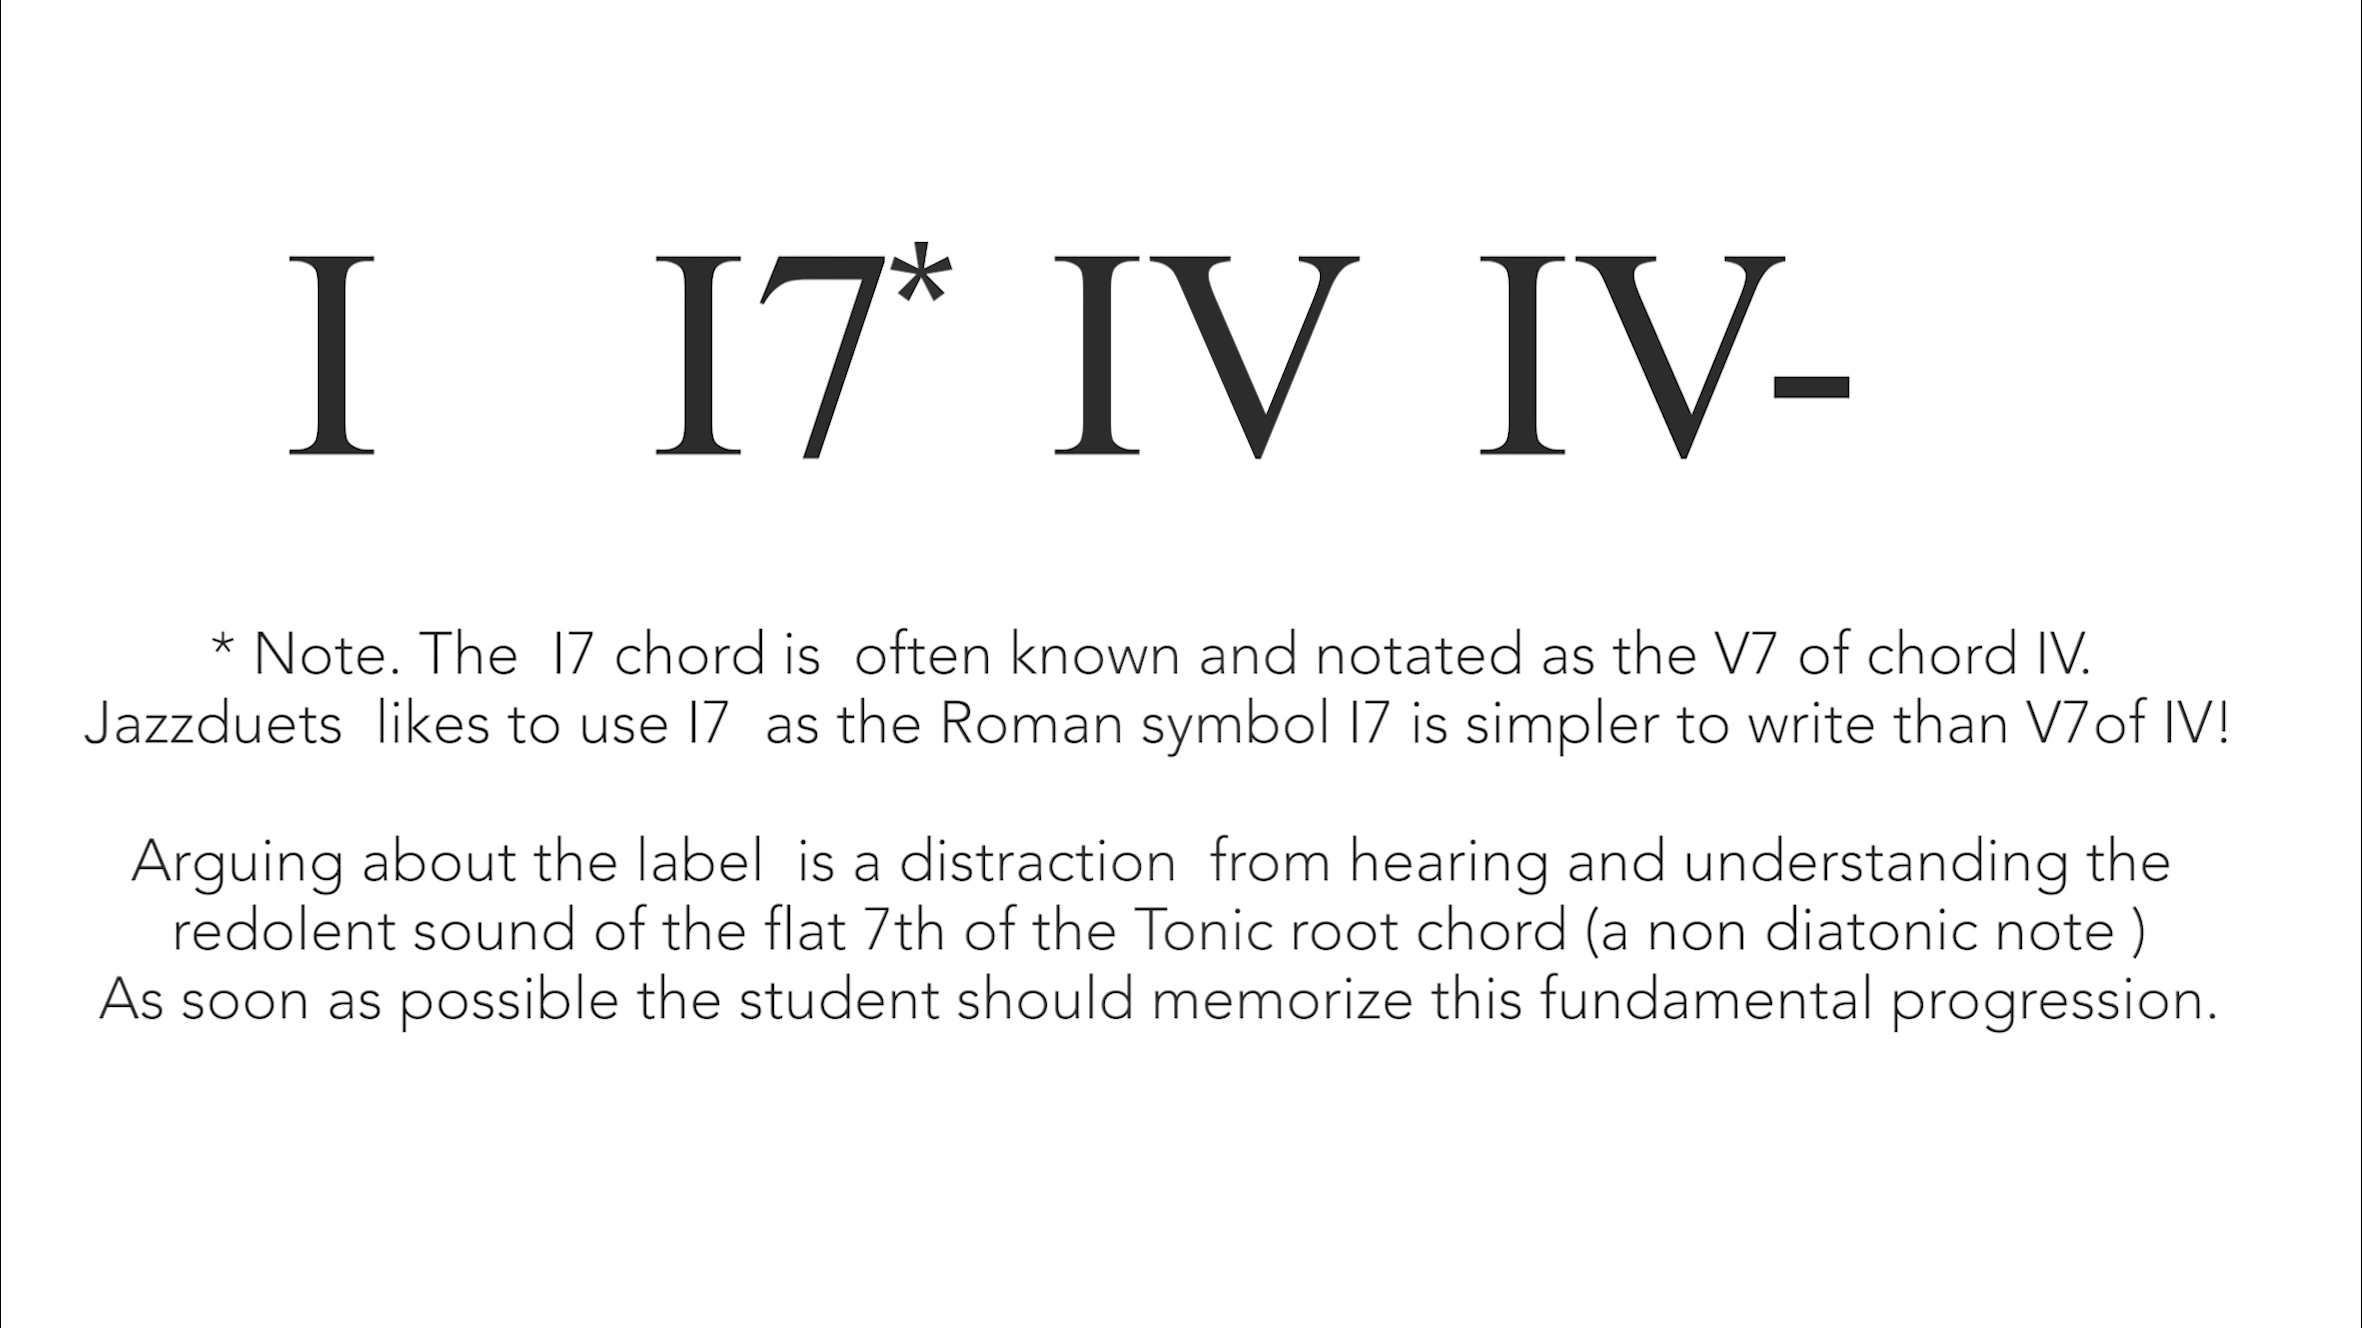 I I7* IV IV-
* Note. The I7 chord is often known and notated as the V7 of chord IV.
Jazzduets likes to use I7 as the Roman symbol I7 is simpler to write than V7of IV!
Arguing about the label is a distraction from hearing and understanding the
redolent sound of the flat 7th of the Tonic root chord (a non diatonic note )
As soon as possible the student should memorize this fundamental progression.